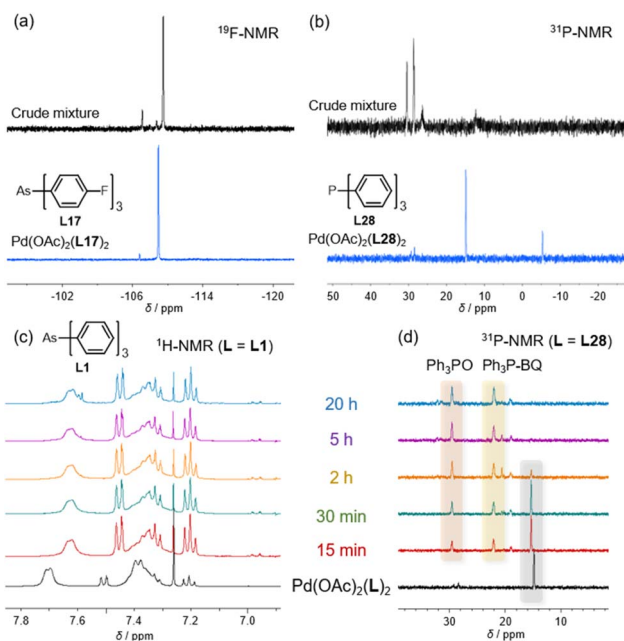 (a)
¹⁹F-NMR
Crude mixture
As
F
3
L17
Pd(OAc)₂(L17)₂
-102 -106 -110 -114 -120
δ / ppm
(b)
³¹P-NMR
Crude mixture
P
3
L28
Pd(OAc)₂(L28)₂
50 40 30 20 10 0 -10 -20
δ / ppm
(c)
As
3
L1
¹H-NMR (L = L1)
7.8 7.6 7.4 7.2 7.0
δ / ppm
(d)
³¹P-NMR (L = L28)
Ph₃PO Ph₃P-BQ
20 h
5 h
2 h
30 min
15 min
Pd(OAc)₂(L)₂
30 20 10
δ / ppm